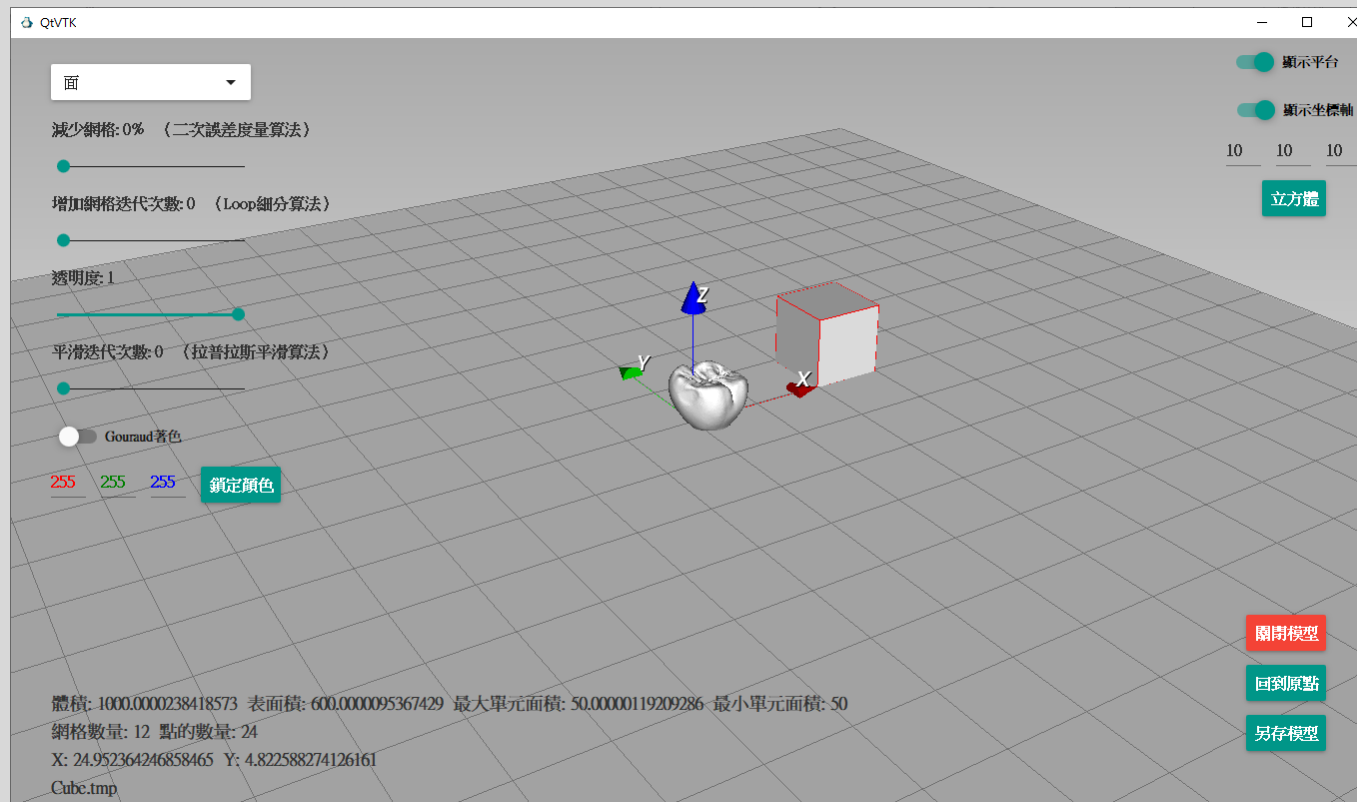 QtVTK
面
顯示平台
減少網格: 0% （二次誤差度量算法）
顯示坐標軸
10 10 10
增加網格迭代次數: 0 （Loop細分算法）
立方體
透明度: 1
Z
平滑迭代次數: 0 （拉普拉斯平滑算法）
Y
X
Gouraud著色
255 255 255 鎖定顏色
關閉模型
回到原點
體積: 1000.0000238418573 表面積: 600.0000095367429 最大單元面積: 50.00000119209286 最小單元面積: 50
網格數量: 12 點的數量: 24
另存模型
X: 24.952364246858465 Y: 4.822588274126161
Cube.tmp